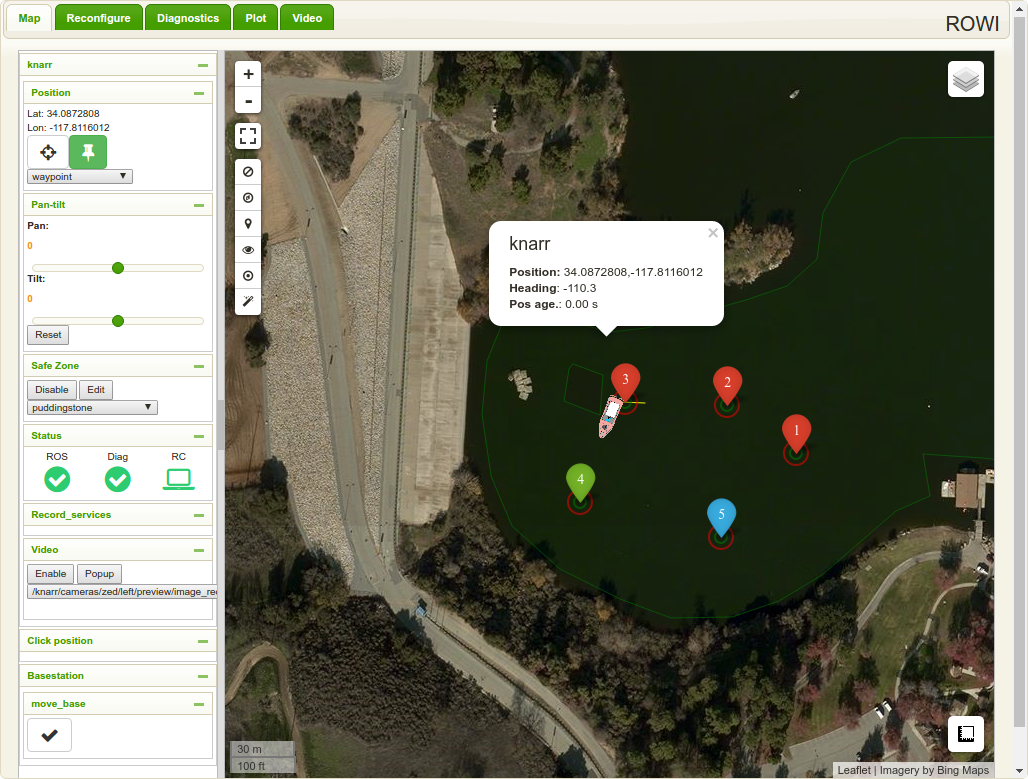 Map
Reconfigure
Diagnostics
Plot
Video
ROWI
knarr
Position
Lat: 34.0872808
Lon: -117.8116012
waypoint
Pan-tilt
Pan:
0
Tilt:
0
Reset
Safe Zone
Disable
Edit
puddingstone
Status
ROS
Diag
RC
Record_services
Video
Enable
Popup
/knarr/cameras/zed/left/preview/image_re
Click position
Basestation
move_base
+
-
knarr
×
Position: 34.0872808,-117.8116012
Heading: -110.3
Pos age.: 0.00 s
3
2
1
4
5
30 m
100 ft
Leaflet | Imagery by Bing Maps